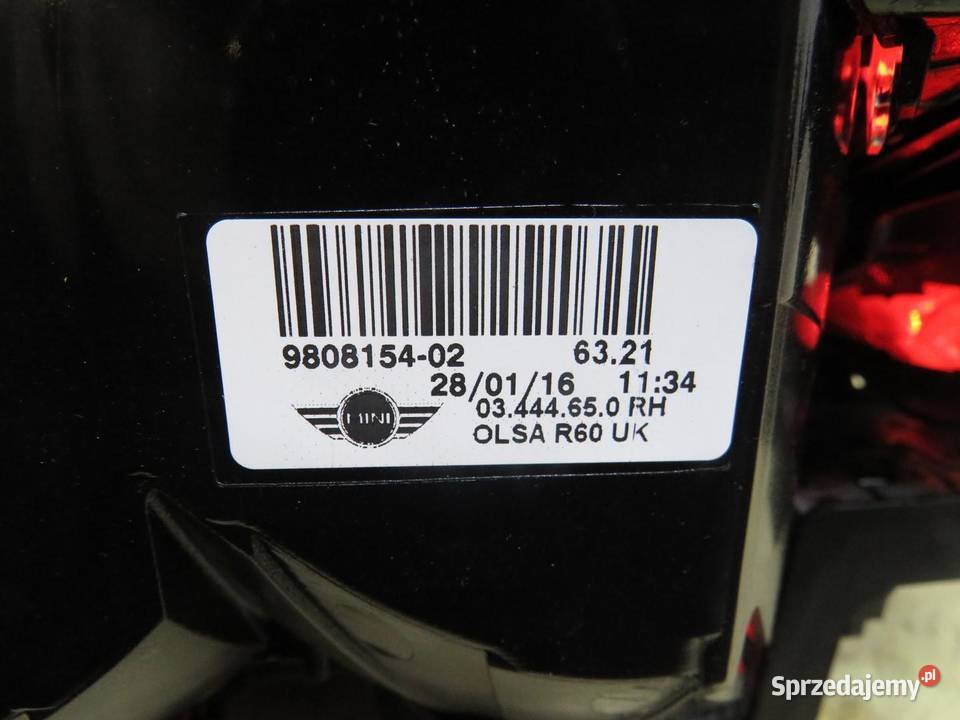 9808154-02 63.21
28/01/16 11:34
03.444.65.0 RH
MINI
OLSA R60 UK
Sprzedajemy.pl